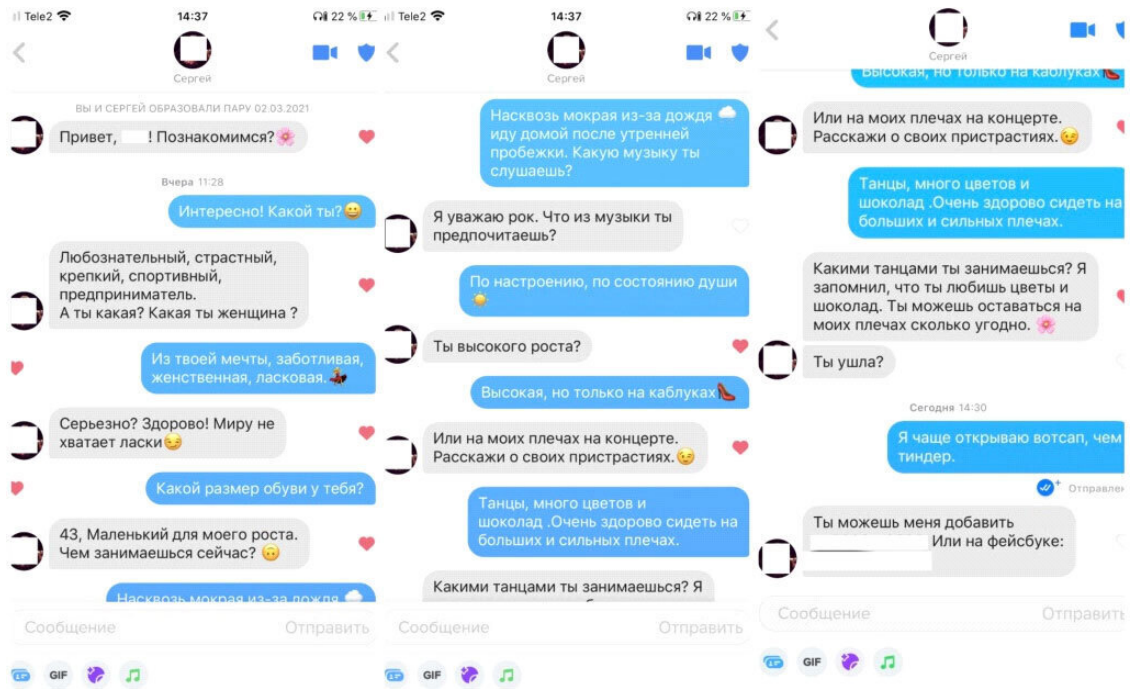 Tele2
14:37
22 %
Сергей
ВЫ И СЕРГЕЙ ОБРАЗОВАЛИ ПАРУ 02.03.2021
Привет, ! Познакомимся?🌸
Вчера 11:28
Интересно! Какой ты?😀
Любознательный, страстный,
крепкий, спортивный,
предприниматель.
А ты какая? Какая ты женщина ?
Из твоей мечты, заботливая,
женственная, ласковая.💃
Серьезно? Здорово! Миру не
хватает ласки😏
Какой размер обуви у тебя?
43, Маленький для моего роста.
Чем занимаешься сейчас? 🙃
Насквозь мокрая из-за дождя 🌧
Сообщение
Отправить
GIF
Tele2
14:37
22 %
Сергей
Насквозь мокрая из-за дождя 🌧
иду домой после утренней
пробежки. Какую музыку ты
слушаешь?
Я уважаю рок. Что из музыки ты
предпочитаешь?
По настроению, по состоянию души
☀️
Ты высокого роста?
Высокая, но только на каблуках👠
Или на моих плечах на концерте.
Расскажи о своих пристрастиях.😉
Танцы, много цветов и
шоколад .Очень здорово сидеть на
больших и сильных плечах.
Какими танцами ты занимаешься? Я
Сообщение
Отправить
GIF
Сергей
Высокая, но только на каблуках👠
Или на моих плечах на концерте.
Расскажи о своих пристрастиях.😉
Танцы, много цветов и
шоколад .Очень здорово сидеть на
больших и сильных плечах.
Какими танцами ты занимаешься? Я
запомнил, что ты любишь цветы и
шоколад. Ты можешь оставаться на
моих плечах сколько угодно. 🌸
Ты ушла?
Сегодня 14:30
Я чаще открываю вотсап, чем
тиндер.
Отправлен
Ты можешь меня добавить
Или на фейсбуке:
Сообщение
Отправить
GIF